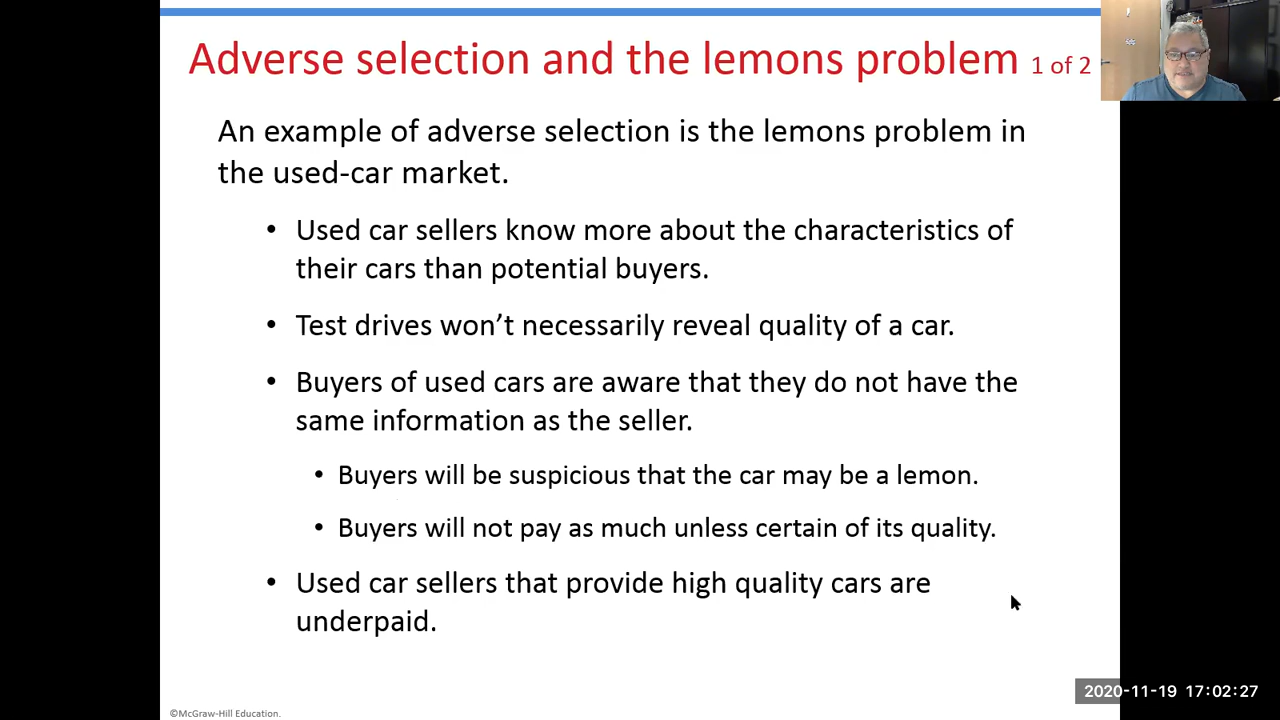 Adverse selection and the lemons problem 1 of 2
An example of adverse selection is the lemons problem in
the used-car market.
• Used car sellers know more about the characteristics of
their cars than potential buyers.
• Test drives won’t necessarily reveal quality of a car.
• Buyers of used cars are aware that they do not have the
same information as the seller.
• Buyers will be suspicious that the car may be a lemon.
• Buyers will not pay as much unless certain of its quality.
• Used car sellers that provide high quality cars are
underpaid.
2020-11-19 17:02:27
©McGraw-Hill Education.